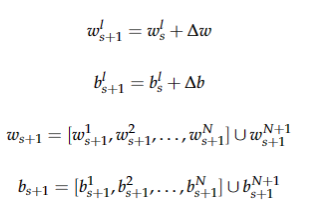 w^l_{s+1} = w^l_s + Δw
b^l_{s+1} = b^l_s + Δb
w_{s+1} = [w^1_{s+1}, w^2_{s+1}, ..., w^N_{s+1}] ∪ w^{N+1}_{s+1}
b_{s+1} = [b^1_{s+1}, b^2_{s+1}, ..., b^N_{s+1}] ∪ b^{N+1}_{s+1}